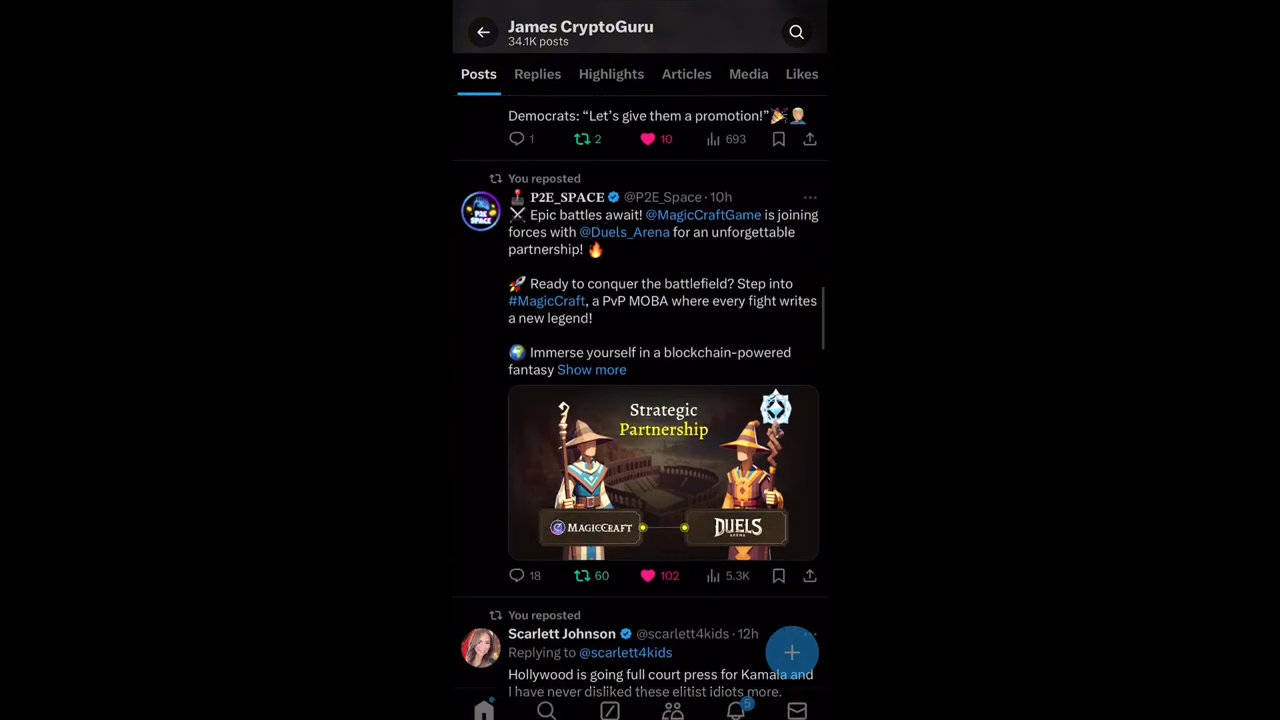 James CryptoGuru
34.1K posts
Posts Replies Highlights Articles Media Likes
Democrats: “Let’s give them a promotion!”🎉🤦🏼‍♂️
1 2 10 693
You reposted
🕹️ P2E_SPACE @P2E_Space · 10h
⚔️ Epic battles await! @MagicCraftGame is joining
forces with @Duels_Arena for an unforgettable
partnership! 🔥
🚀 Ready to conquer the battlefield? Step into
#MagicCraft, a PvP MOBA where every fight writes
a new legend!
🌍 Immerse yourself in a blockchain-powered
fantasy Show more
Strategic
Partnership
MAGICCRAFT
DUELS
ARENA
18 60 102 5.3K
You reposted
Scarlett Johnson @scarlett4kids · 12h
Replying to @scarlett4kids
Hollywood is going full court press for Kamala and
I have never disliked these elitist idiots more.
5